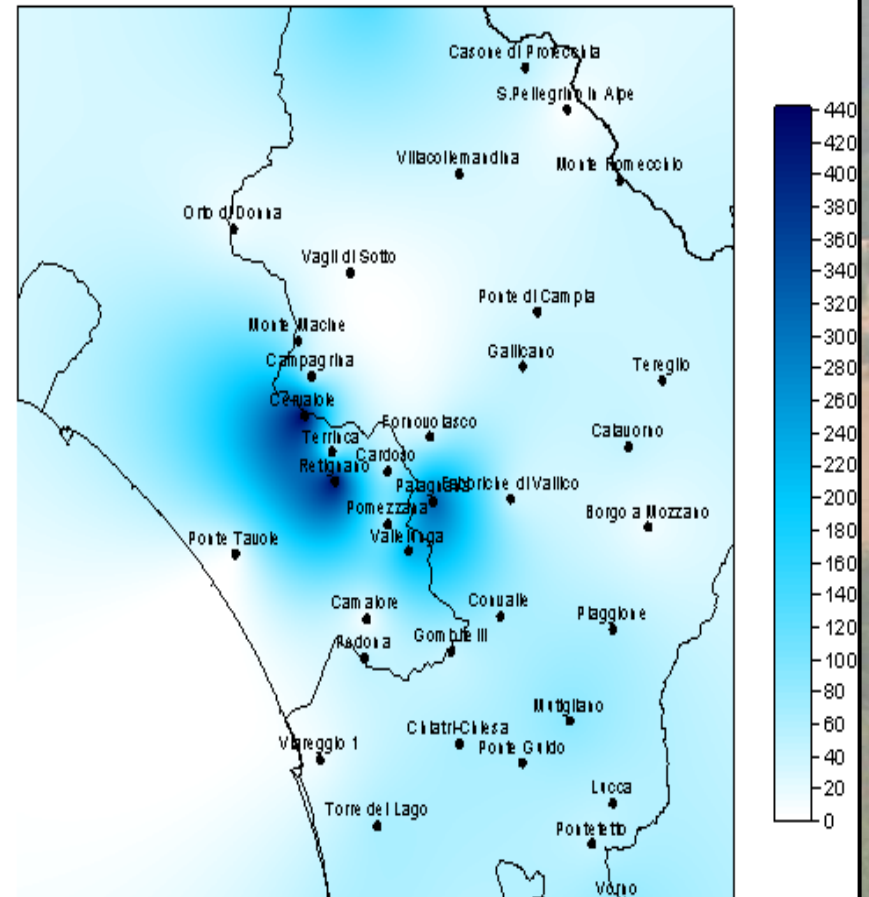 Casone di Profecchia
S.Pellegrino in Alpe
Villacollemandina
Monte Romecchio
Orto di Donna
Vagli di Sotto
Ponte di Campia
Monte Macine
Gallicano
Campagrina
Tereglio
Cervaiole
Fornovolasco
Terrinca
Calavorno
Cardoso
Retignano
Palagnana
Fabbriche di Vallico
Pomezzana
Borgo a Mozzano
Ponte Tavole
Camaiore
Convalle
Piaggione
Pedona
Gombitelli
Mutigliano
Chiatri-Chiesa
Viareggio 1
Ponte Guido
Lucca
Torre del Lago
Pontetetto
Vorno
440
420
400
380
360
340
320
300
280
260
240
220
200
180
160
140
120
100
80
60
40
20
0